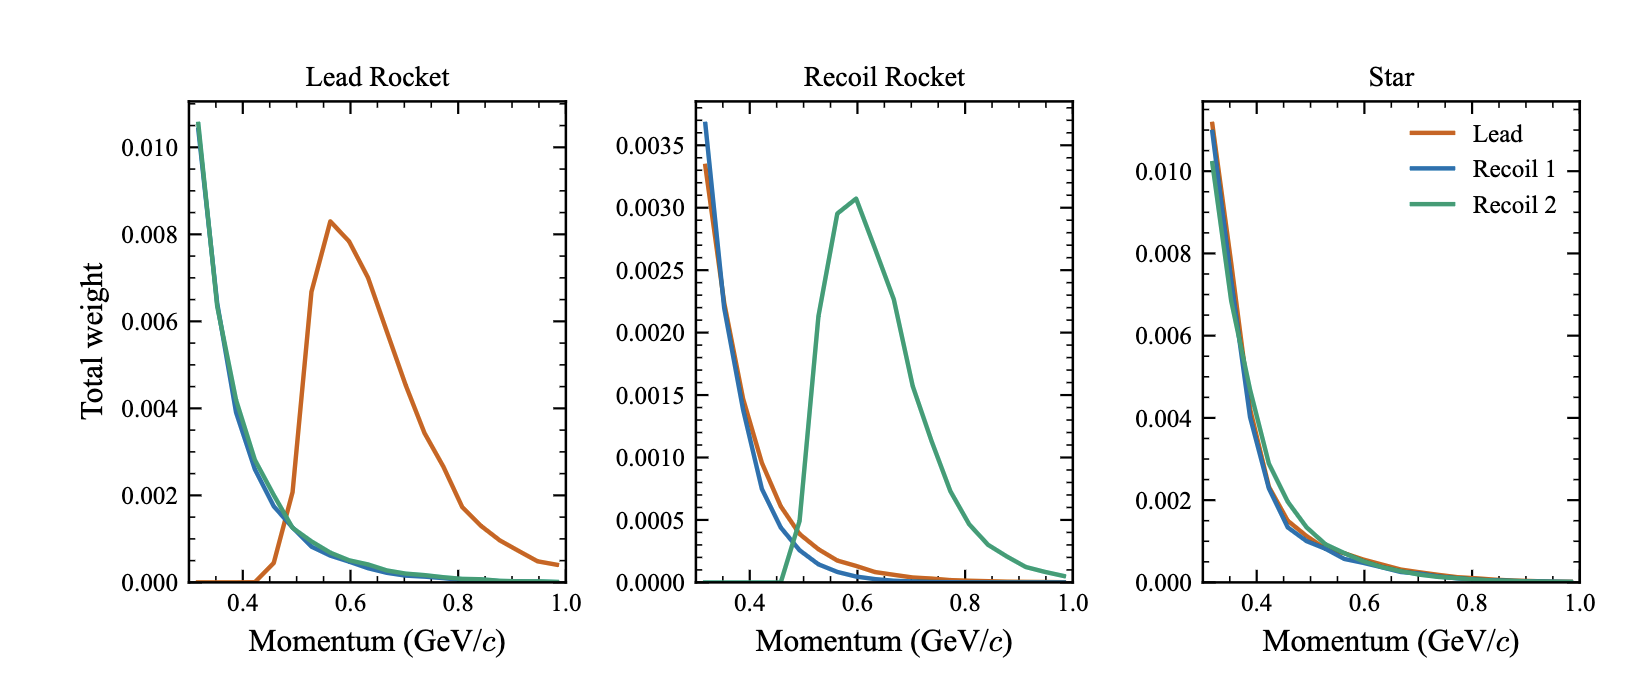 Lead Rocket
Total weight
0.010
0.008
0.006
0.004
0.002
0.000
0.4 0.6 0.8 1.0
Momentum (GeV/c)
Recoil Rocket
0.0035
0.0030
0.0025
0.0020
0.0015
0.0010
0.0005
0.0000
0.4 0.6 0.8 1.0
Momentum (GeV/c)
Star
0.010
0.008
0.006
0.004
0.002
0.000
0.4 0.6 0.8 1.0
Momentum (GeV/c)
Lead
Recoil 1
Recoil 2